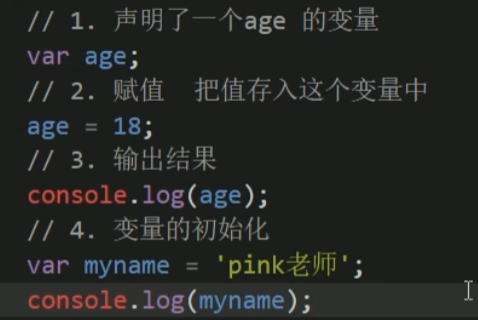 // 1. 声明了一个age 的变量
var age;
// 2. 赋值  把值存入这个变量中
age = 18;
// 3. 输出结果
console.log(age);
// 4. 变量的初始化
var myname = 'pink老师';
console.log(myname);